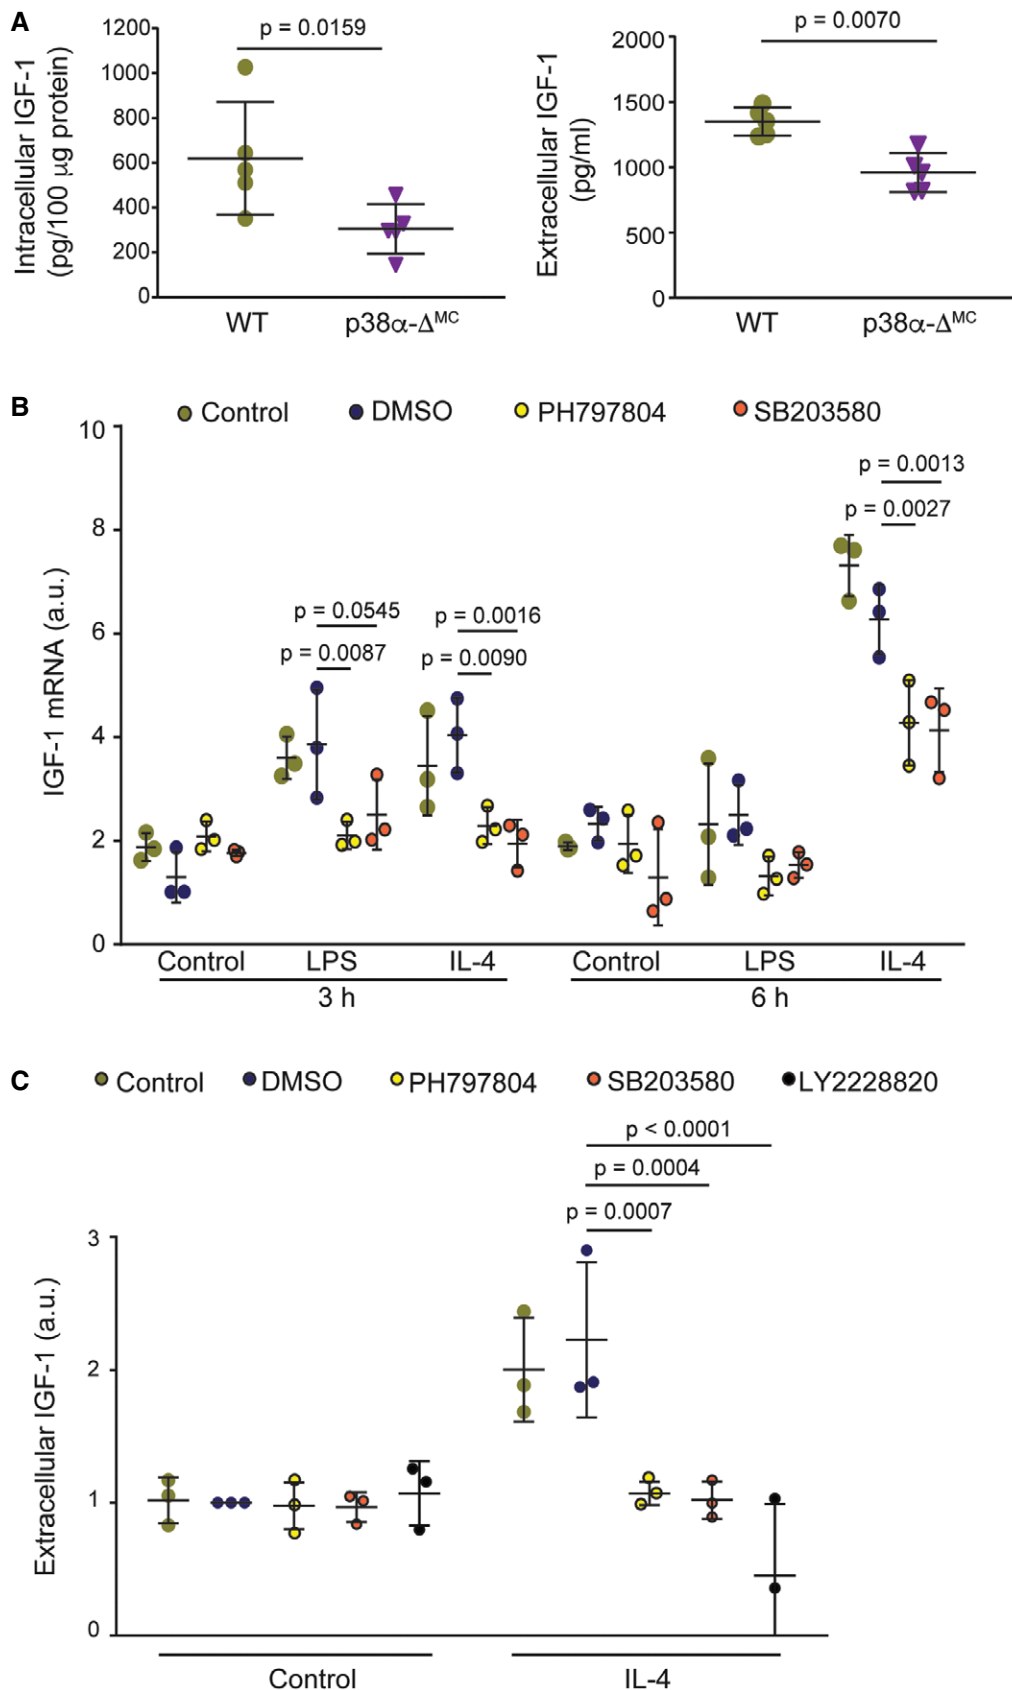 A
p = 0.0159
Intracellular IGF-1
(pg/100 µg protein)
1200
1000
800
600
400
200
0
WT
p38α-Δᴹᶜ
p = 0.0070
Extracellular IGF-1
(pg/ml)
2000
1500
1000
500
0
WT
p38α-Δᴹᶜ
B
Control
DMSO
PH797804
SB203580
IGF-1 mRNA (a.u.)
10
8
6
4
2
0
p = 0.0545
p = 0.0087
p = 0.0016
p = 0.0090
p = 0.0013
p = 0.0027
Control
LPS
IL-4
Control
LPS
IL-4
3 h
6 h
C
Control
DMSO
PH797804
SB203580
LY2228820
p < 0.0001
p = 0.0004
p = 0.0007
Extracellular IGF-1 (a.u.)
3
2
1
0
Control
IL-4